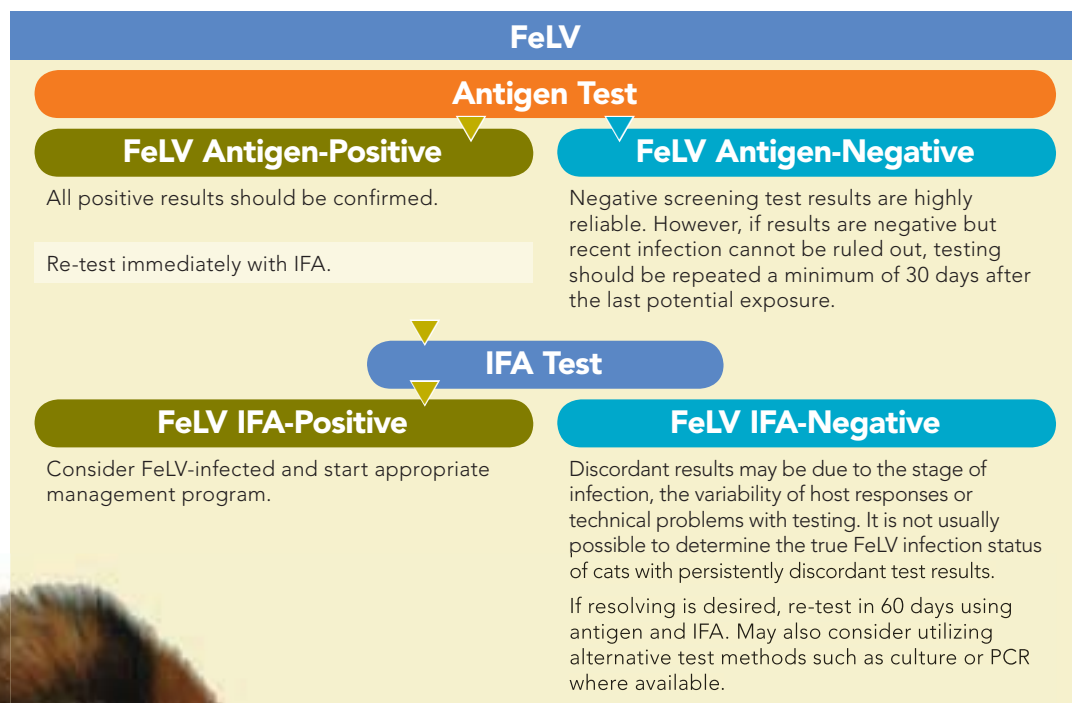 FeLV
Antigen Test
FeLV Antigen-Positive
All positive results should be confirmed.
Re-test immediately with IFA.
FeLV Antigen-Negative
Negative screening test results are highly
reliable. However, if results are negative but
recent infection cannot be ruled out, testing
should be repeated a minimum of 30 days after
the last potential exposure.
IFA Test
FeLV IFA-Positive
Consider FeLV-infected and start appropriate
management program.
FeLV IFA-Negative
Discordant results may be due to the stage of
infection, the variability of host responses or
technical problems with testing. It is not usually
possible to determine the true FeLV infection status
of cats with persistently discordant test results.
If resolving is desired, re-test in 60 days using
antigen and IFA. May also consider utilizing
alternative test methods such as culture or PCR
where available.